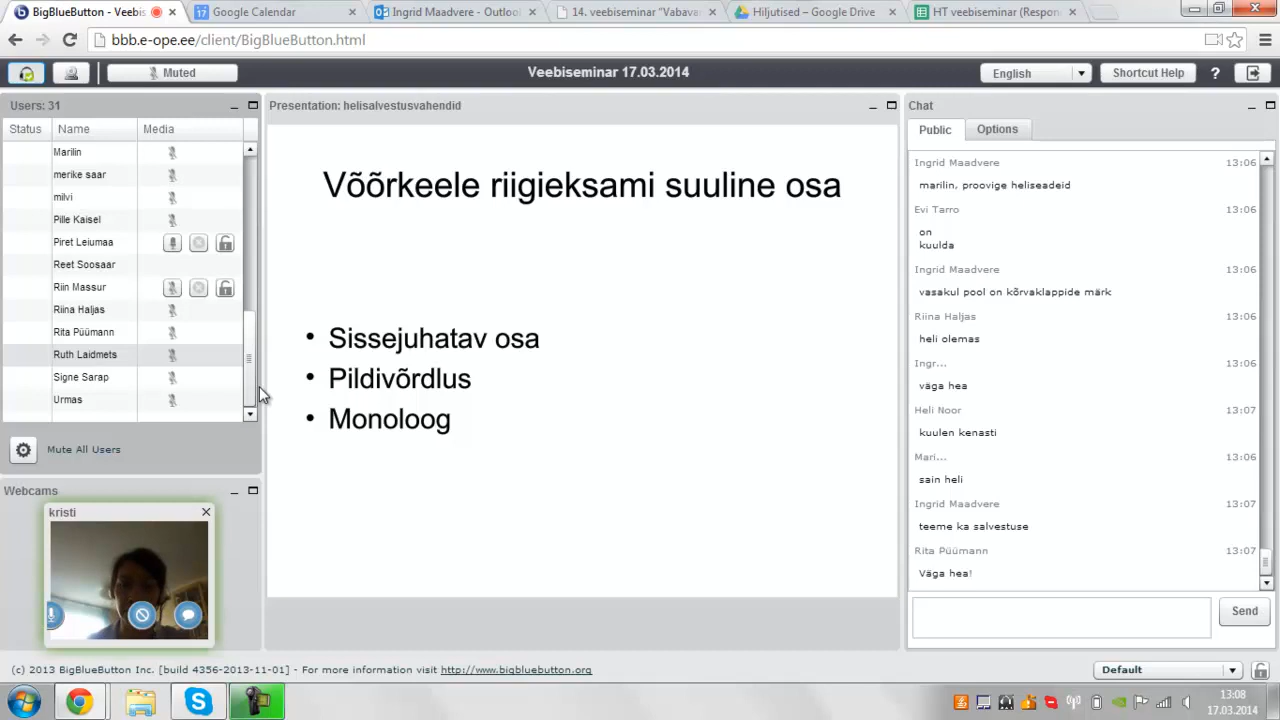 BigBlueButton - Veebis
Google Calendar
Ingrid Maadvere - Outloo
14. veebiseminar "Vabava
Hiljutised – Google Drive
HT veebiseminar (Respon
bbb.e-ope.ee/client/BigBlueButton.html
Muted
Veebiseminar 17.03.2014
English
Shortcut Help
?
Users: 31
Status Name Media
Marilin
merike saar
milvi
Pille Kaisel
Piret Leiumaa
Reet Soosaar
Riin Massur
Riina Haljas
Rita Püümann
Ruth Laidmets
Signe Sarap
Urmas
Mute All Users
Webcams
kristi
Presentation: helisalvestusvahendid
Võõrkeele riigieksami suuline osa
• Sissejuhatav osa
• Pildivõrdlus
• Monoloog
Chat
Public Options
Ingrid Maadvere 13:06
marilin, proovige heliseadeid
Evi Tarro 13:06
on
kuulda
Ingrid Maadvere 13:06
vasakul pool on kõrvaklappide märk
Riina Haljas 13:06
heli olemas
Ingr... 13:06
väga hea
Heli Noor 13:07
kuulen kenasti
Mari... 13:06
sain heli
Ingrid Maadvere 13:07
teeme ka salvestuse
Rita Püümann 13:07
Väga hea!
Send
(c) 2013 BigBlueButton Inc. [build 4356-2013-11-01] - For more information visit http://www.bigbluebutton.org
Default
13:08
17.03.2014